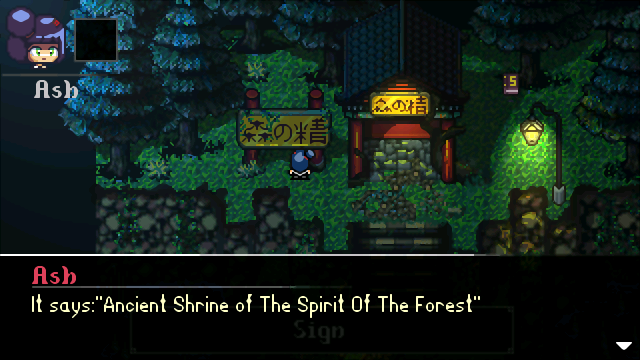 Ash
森の精
森の精
S
Ash
It says:"Ancient Shrine of The Spirit Of The Forest"
Sign